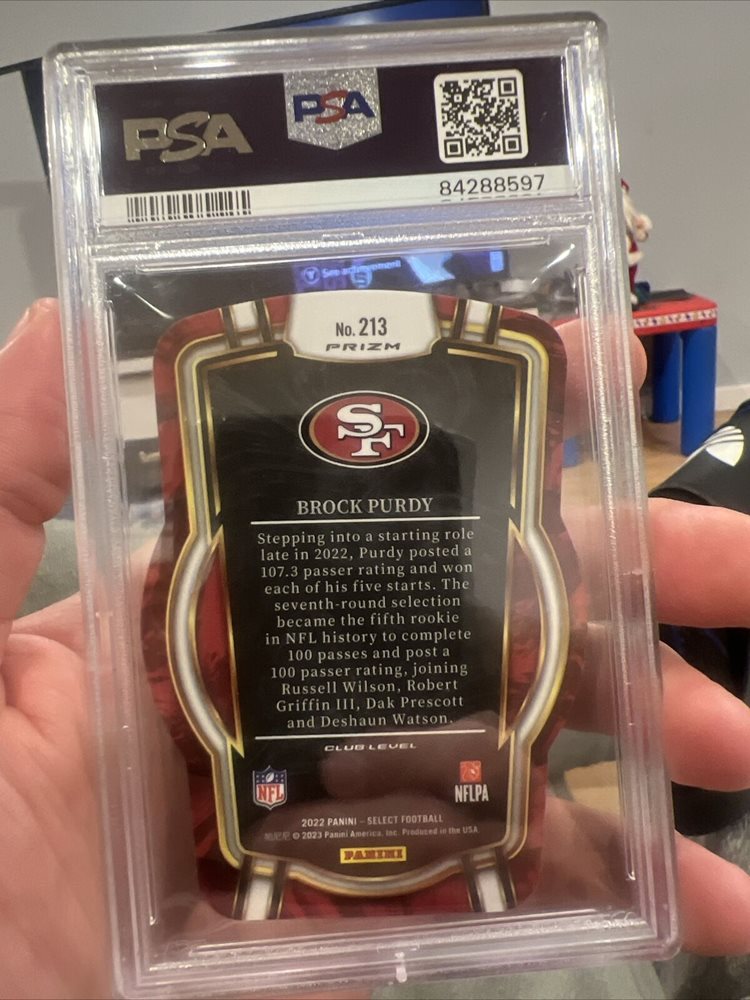 PSA
PSA
84288597
See achievement
No. 213
PRIZM
SF
BROCK PURDY
Stepping into a starting role
late in 2022, Purdy posted a
107.3 passer rating and won
each of his five starts. The
seventh-round selection
became the fifth rookie
in NFL history to complete
100 passes and post a
100 passer rating, joining
Russell Wilson, Robert
Griffin III, Dak Prescott
and Deshaun Watson.
CLUB LEVEL
NFL
NFLPA
2022 PANINI – SELECT FOOTBALL
© 2023 Panini America, Inc. Produced in the USA.
PANINI